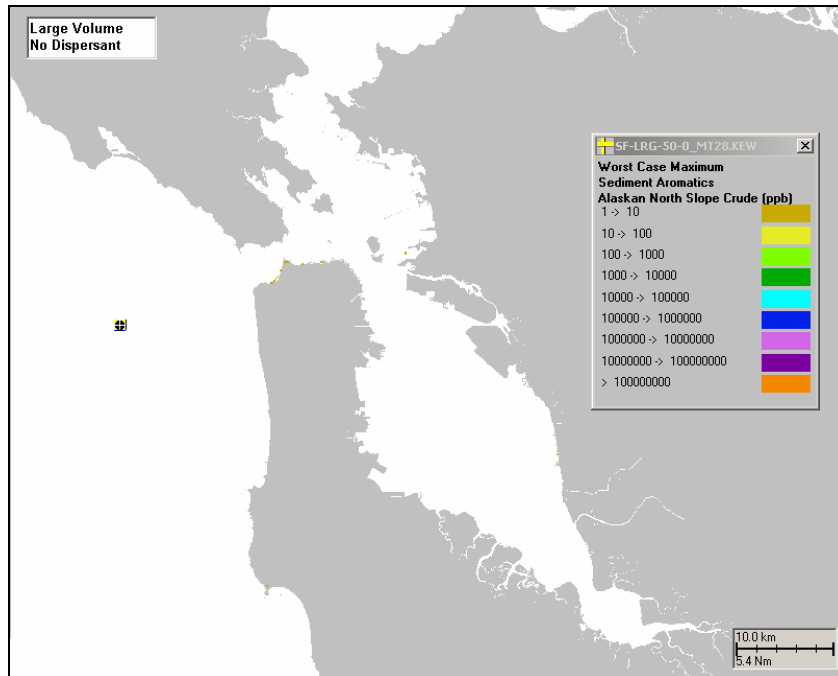 Large Volume
No Dispersant
SF-LRG-50-0_MT28.KEW
Worst Case Maximum
Sediment Aromatics
Alaskan North Slope Crude (ppb)
1 -> 10
10 -> 100
100 -> 1000
1000 -> 10000
10000 -> 100000
100000 -> 1000000
1000000 -> 10000000
10000000 -> 100000000
> 100000000
10.0 km
5.4 Nm